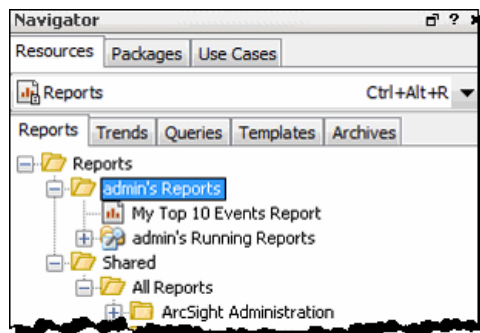 Navigator ?
Resources Packages Use Cases
Reports Ctrl+Alt+R
Reports Trends Queries Templates Archives
Reports
admin's Reports
My Top 10 Events Report
admin's Running Reports
Shared
All Reports
ArcSight Administration